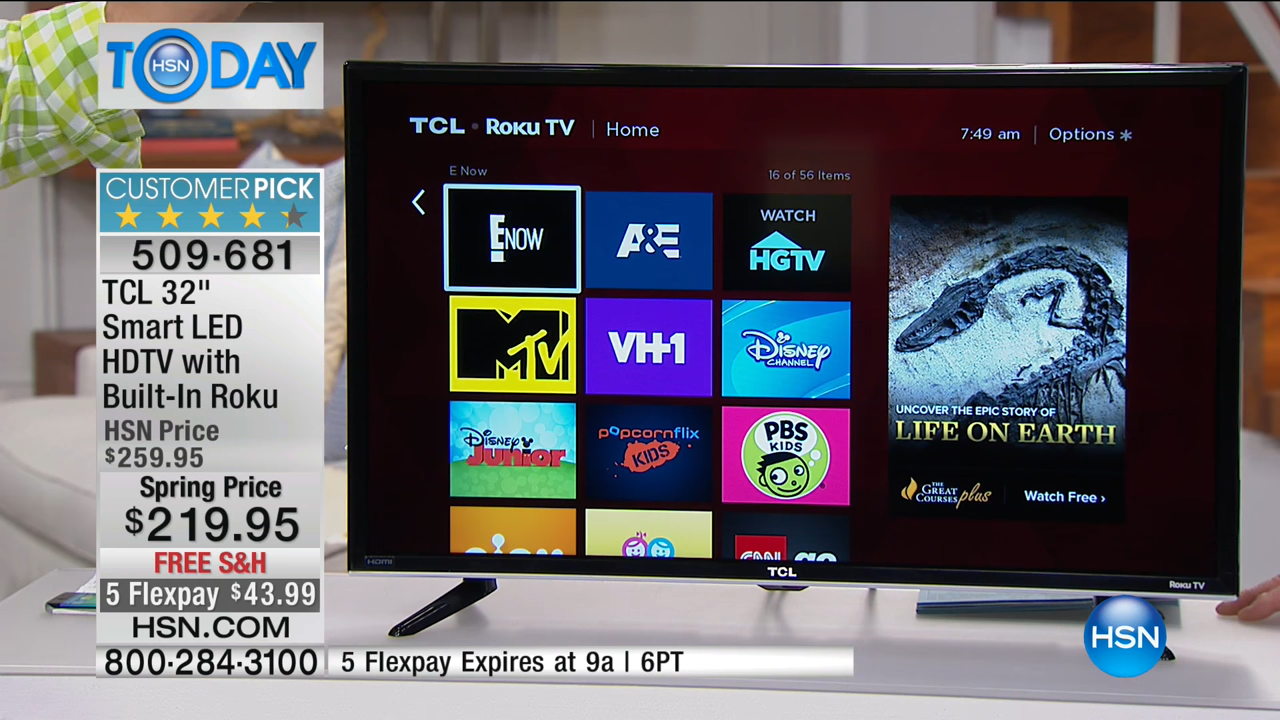 HSN
TODAY
CUSTOMER PICK
509-681
TCL 32"
Smart LED
HDTV with
Built-In Roku
HSN Price
$259.95
Spring Price
$219.95
FREE S&H
5 Flexpay $43.99
HSN.COM
800-284-3100
5 Flexpay Expires at 9a | 6PT
TCL • Roku TV | Home
7:49 am | Options *
E Now
16 of 56 Items
E! NOW
A&E
WATCH
HGTV
MTV
VH1
Disney
CHANNEL
Disney
Junior
popcornflix
KIDS
PBS
KIDS
CNN go
UNCOVER THE EPIC STORY OF
LIFE ON EARTH
THE
GREAT
COURSES plus
Watch Free ›
HDMI
TCL
Roku TV
HSN